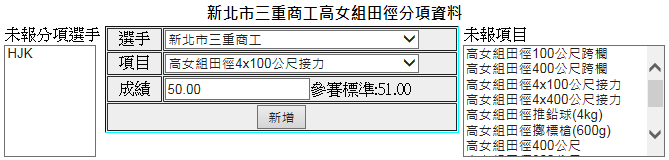 新北市三重商工高女組田徑分項資料
未報分項選手
HJK
選手 新北市三重商工
項目 高女組田徑4x100公尺接力
成績 50.00 參賽標準:51.00
新增
未報項目
高女組田徑100公尺跨欄
高女組田徑400公尺跨欄
高女組田徑4x100公尺接力
高女組田徑4x400公尺接力
高女組田徑推鉛球(4kg)
高女組田徑擲標槍(600g)
高女組田徑400公尺